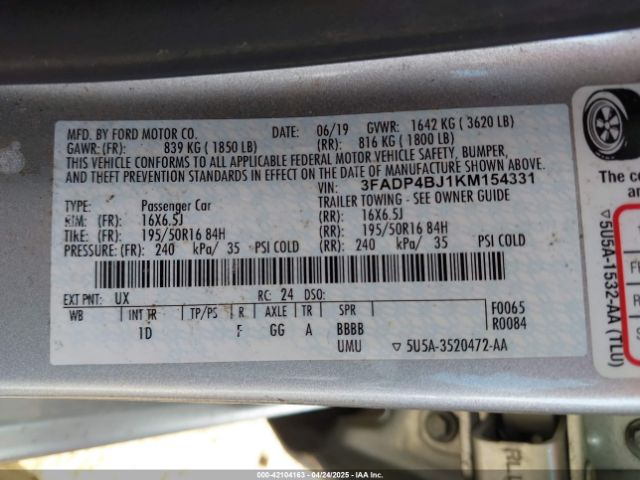 MFD. BY FORD MOTOR CO.
DATE: 06/19 GVWR: 1642 KG ( 3620 LB)
GAWR: (FR): 839 KG ( 1850 LB) (RR): 816 KG ( 1800 LB)
THIS VEHICLE CONFORMS TO ALL APPLICABLE FEDERAL MOTOR VEHICLE SAFETY, BUMPER,
AND THEFT PREVENTION STANDARDS IN EFFECT ON THE DATE OF MANUFACTURE SHOWN ABOVE.
VIN: 3FADP4BJ1KM154331
TYPE: Passenger Car TRAILER TOWING - SEE OWNER GUIDE
RIM: (FR): 16X6.5J (RR): 16X6.5J
TIRE: (FR): 195/50R16 84H (RR): 195/50R16 84H
PRESSURE: (FR): 240 kPa/ 35 PSI COLD (RR): 240 kPa/ 35 PSI COLD
EXT PNT: UX RC: 24 DSO:
WB INT TR TP/PS R AXLE TR SPR F0065
1D F GG A BBBB R0084
UMU ▽ 5U5A-3520472-AA
▽5U5A-1532-AA (TLU)
The co
000-42104163 - 04/24/2025 - IAAI.COM